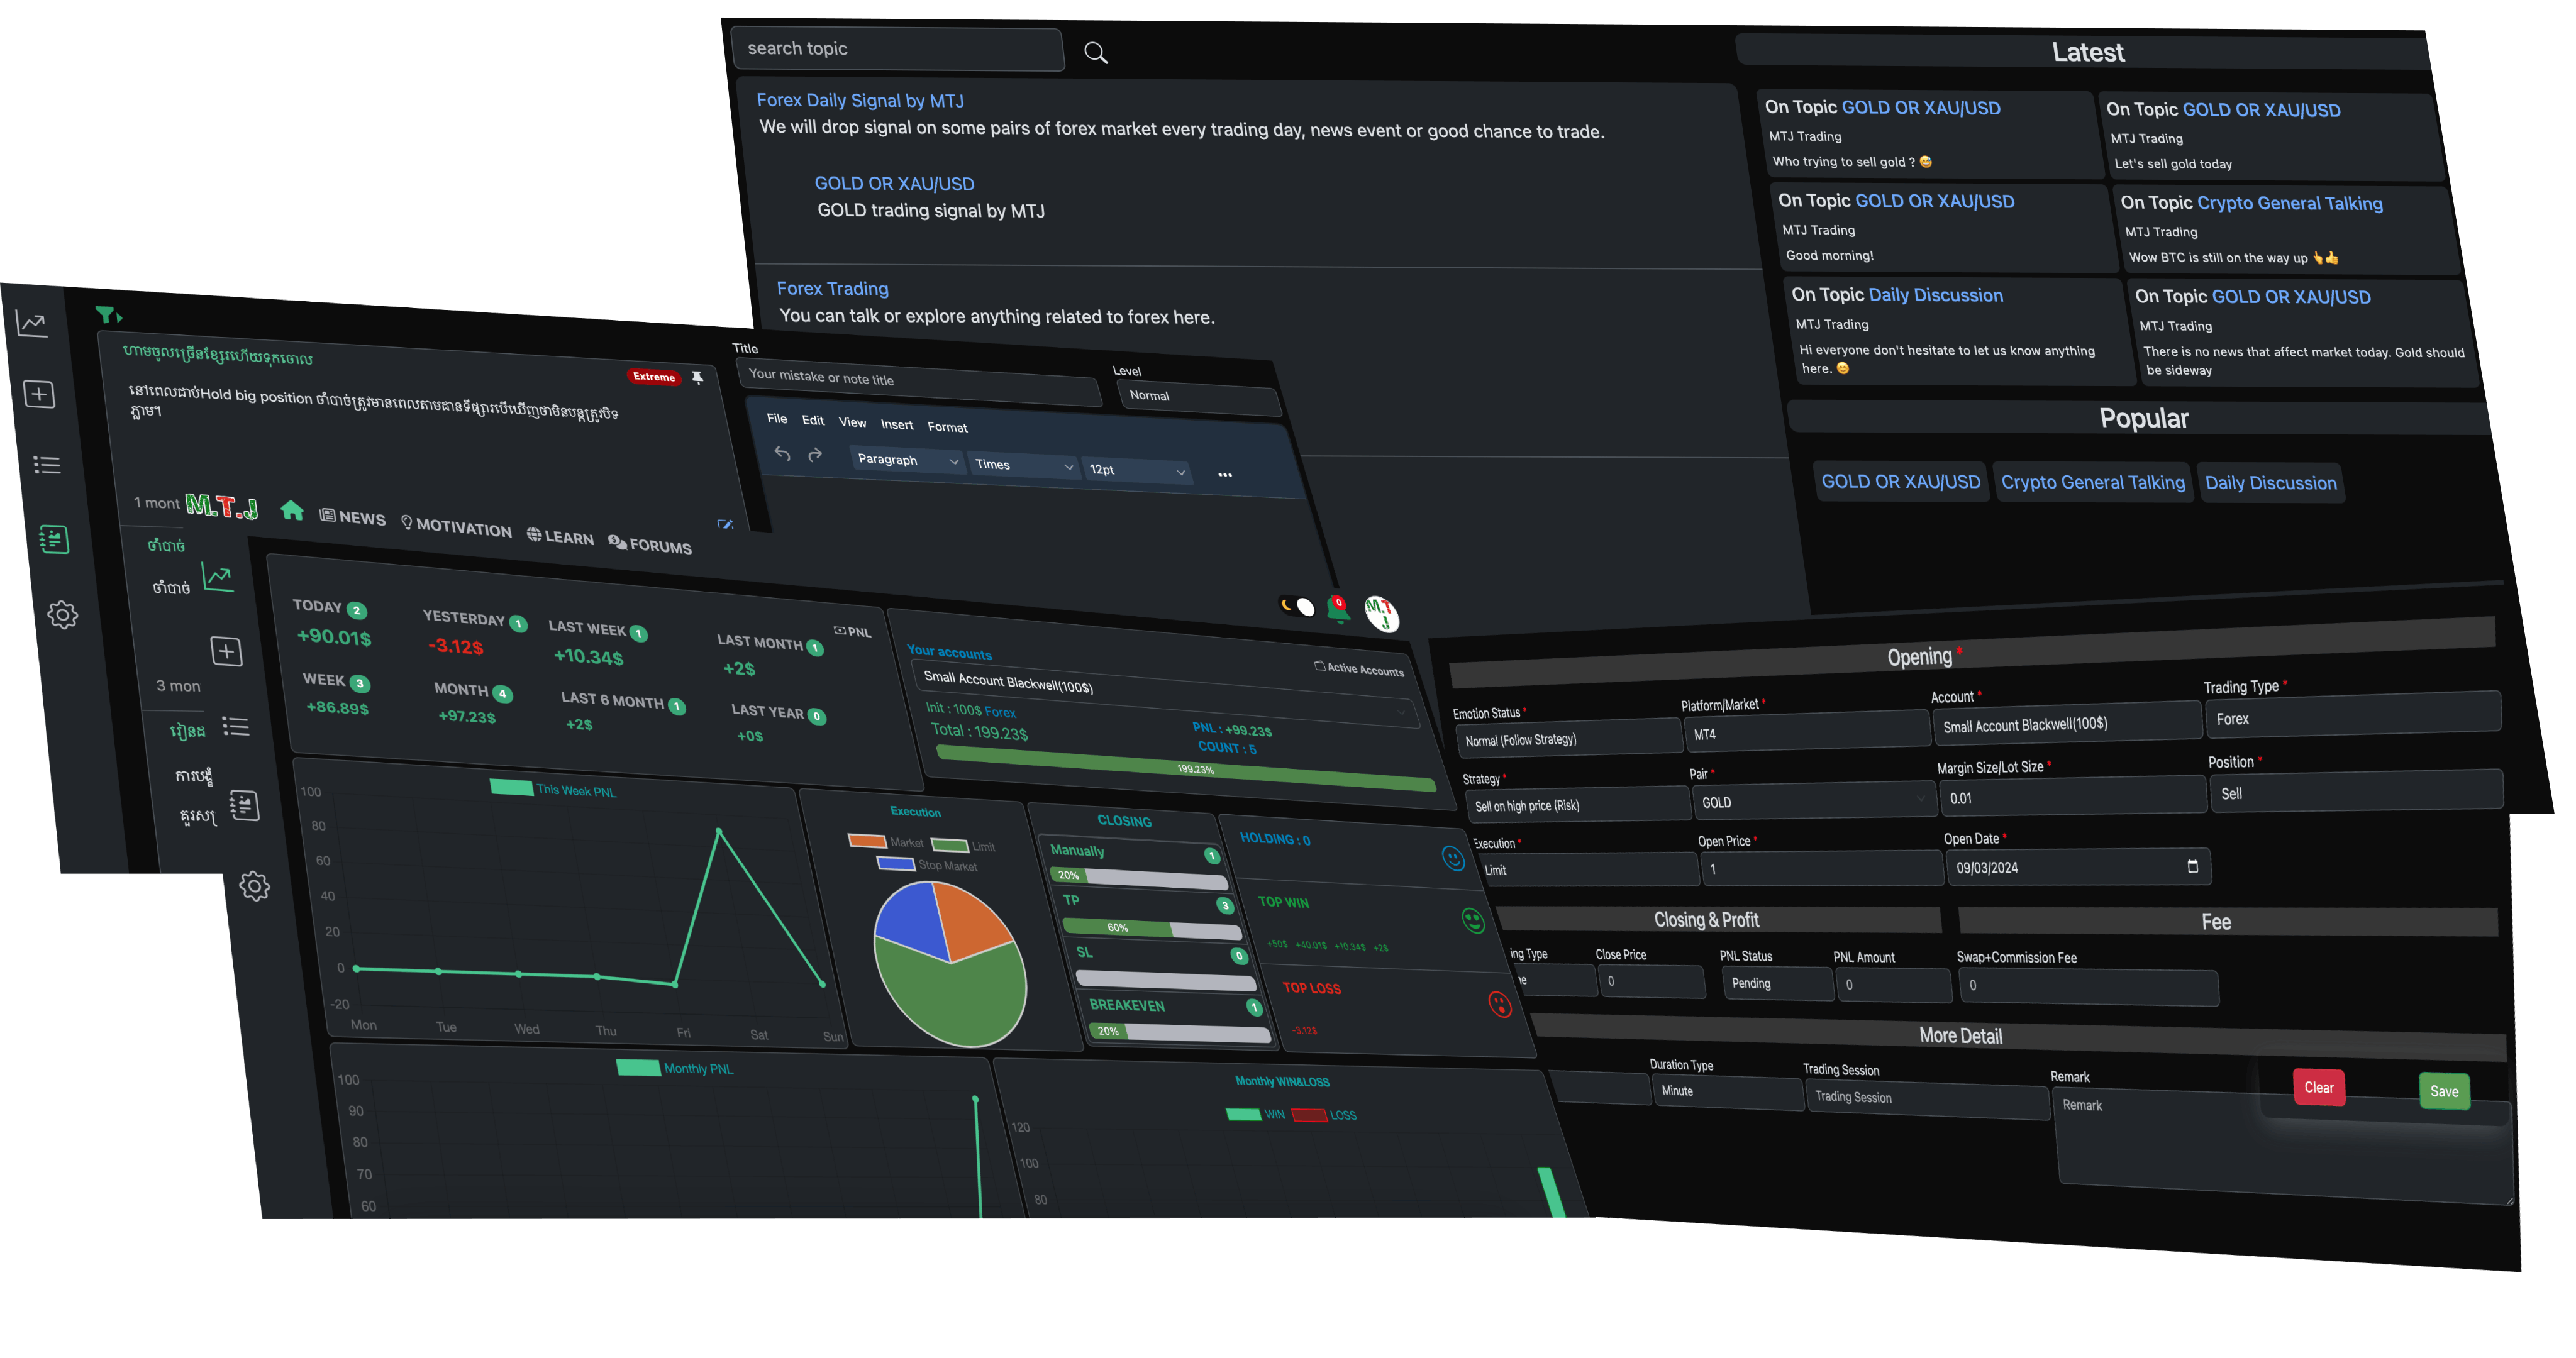 search topic
Forex Daily Signal by MTJ
We will drop signal on some pairs of forex market every trading day, news event or good chance to trade.
GOLD OR XAU/USD
GOLD trading signal by MTJ
Forex Trading
You can talk or explore anything related to forex here.
Latest
On Topic GOLD OR XAU/USD
MTJ Trading
Who trying to sell gold ? 😅
On Topic GOLD OR XAU/USD
MTJ Trading
Let's sell gold today
On Topic GOLD OR XAU/USD
MTJ Trading
Good morning!
On Topic Crypto General Talking
MTJ Trading
Wow BTC is still on the way up 👆👍
On Topic Daily Discussion
MTJ Trading
Hi everyone don't hesitate to let us know anything
here. 😊
On Topic GOLD OR XAU/USD
MTJ Trading
There is no news that affect market today. Gold should
be sideway
Popular
GOLD OR XAU/USD
Crypto General Talking
Daily Discussion
ហាមចូលច្រើនខ្សែរហើយទុកចោល
Extreme
នៅពេលជាប់Hold big position ចាំបាច់ត្រូវមានពេលតាមដានទីផ្សារបើឃើញថាមិនបន្តត្រូវបិទ
ភ្លាមៗ
1 mont
ចាំបាច់
ចាំបាច់
3 mon
រៀនដ
ការបង្ខំ
Title
Your mistake or note title
Level
Normal
File Edit View Insert Format
Paragraph Times 12pt
M.T.J
NEWS MOTIVATION LEARN FORUMS
0
M.T.J
TODAY 2
+90.01$
YESTERDAY 1
-3.12$
LAST WEEK 1
+10.34$
LAST MONTH 1
+2$
PNL
WEEK 3
+86.89$
MONTH 4
+97.23$
LAST 6 MONTH 1
+2$
LAST YEAR 0
+0$
Your accounts
Active Accounts
Small Account Blackwell(100$)
Init : 100$ Forex
Total : 199.23$
PNL : +99.23$
COUNT : 5
199.23%
This Week PNL
100
80
60
40
20
0
-20
Mon Tue Wed Thu Fri Sat Sun
Execution
Market Limit
Stop Market
CLOSING
Manually 1
20%
TP 3
60%
SL 0
BREAKEVEN 1
20%
HOLDING : 0
TOP WIN
+50$ +40.01$ +10.34$ +2$
TOP LOSS
-3.12$
Monthly PNL
100
90
80
70
60
Monthly WIN&LOSS
WIN LOSS
120
100
80
Opening *
Emotion Status *
Normal (Follow Strategy)
Platform/Market *
MT4
Account *
Small Account Blackwell(100$)
Trading Type *
Forex
Strategy *
Sell on high price (Risk)
Pair *
GOLD
Margin Size/Lot Size *
0.01
Position *
Sell
Execution *
Limit
Open Price *
1
Open Date *
09/03/2024
Closing & Profit
Fee
ng Type
Close Price
0
PNL Status
Pending
PNL Amount
0
Swap+Commission Fee
0
More Detail
Duration Type
Minute
Trading Session
Trading Session
Remark
Remark
Clear
Save